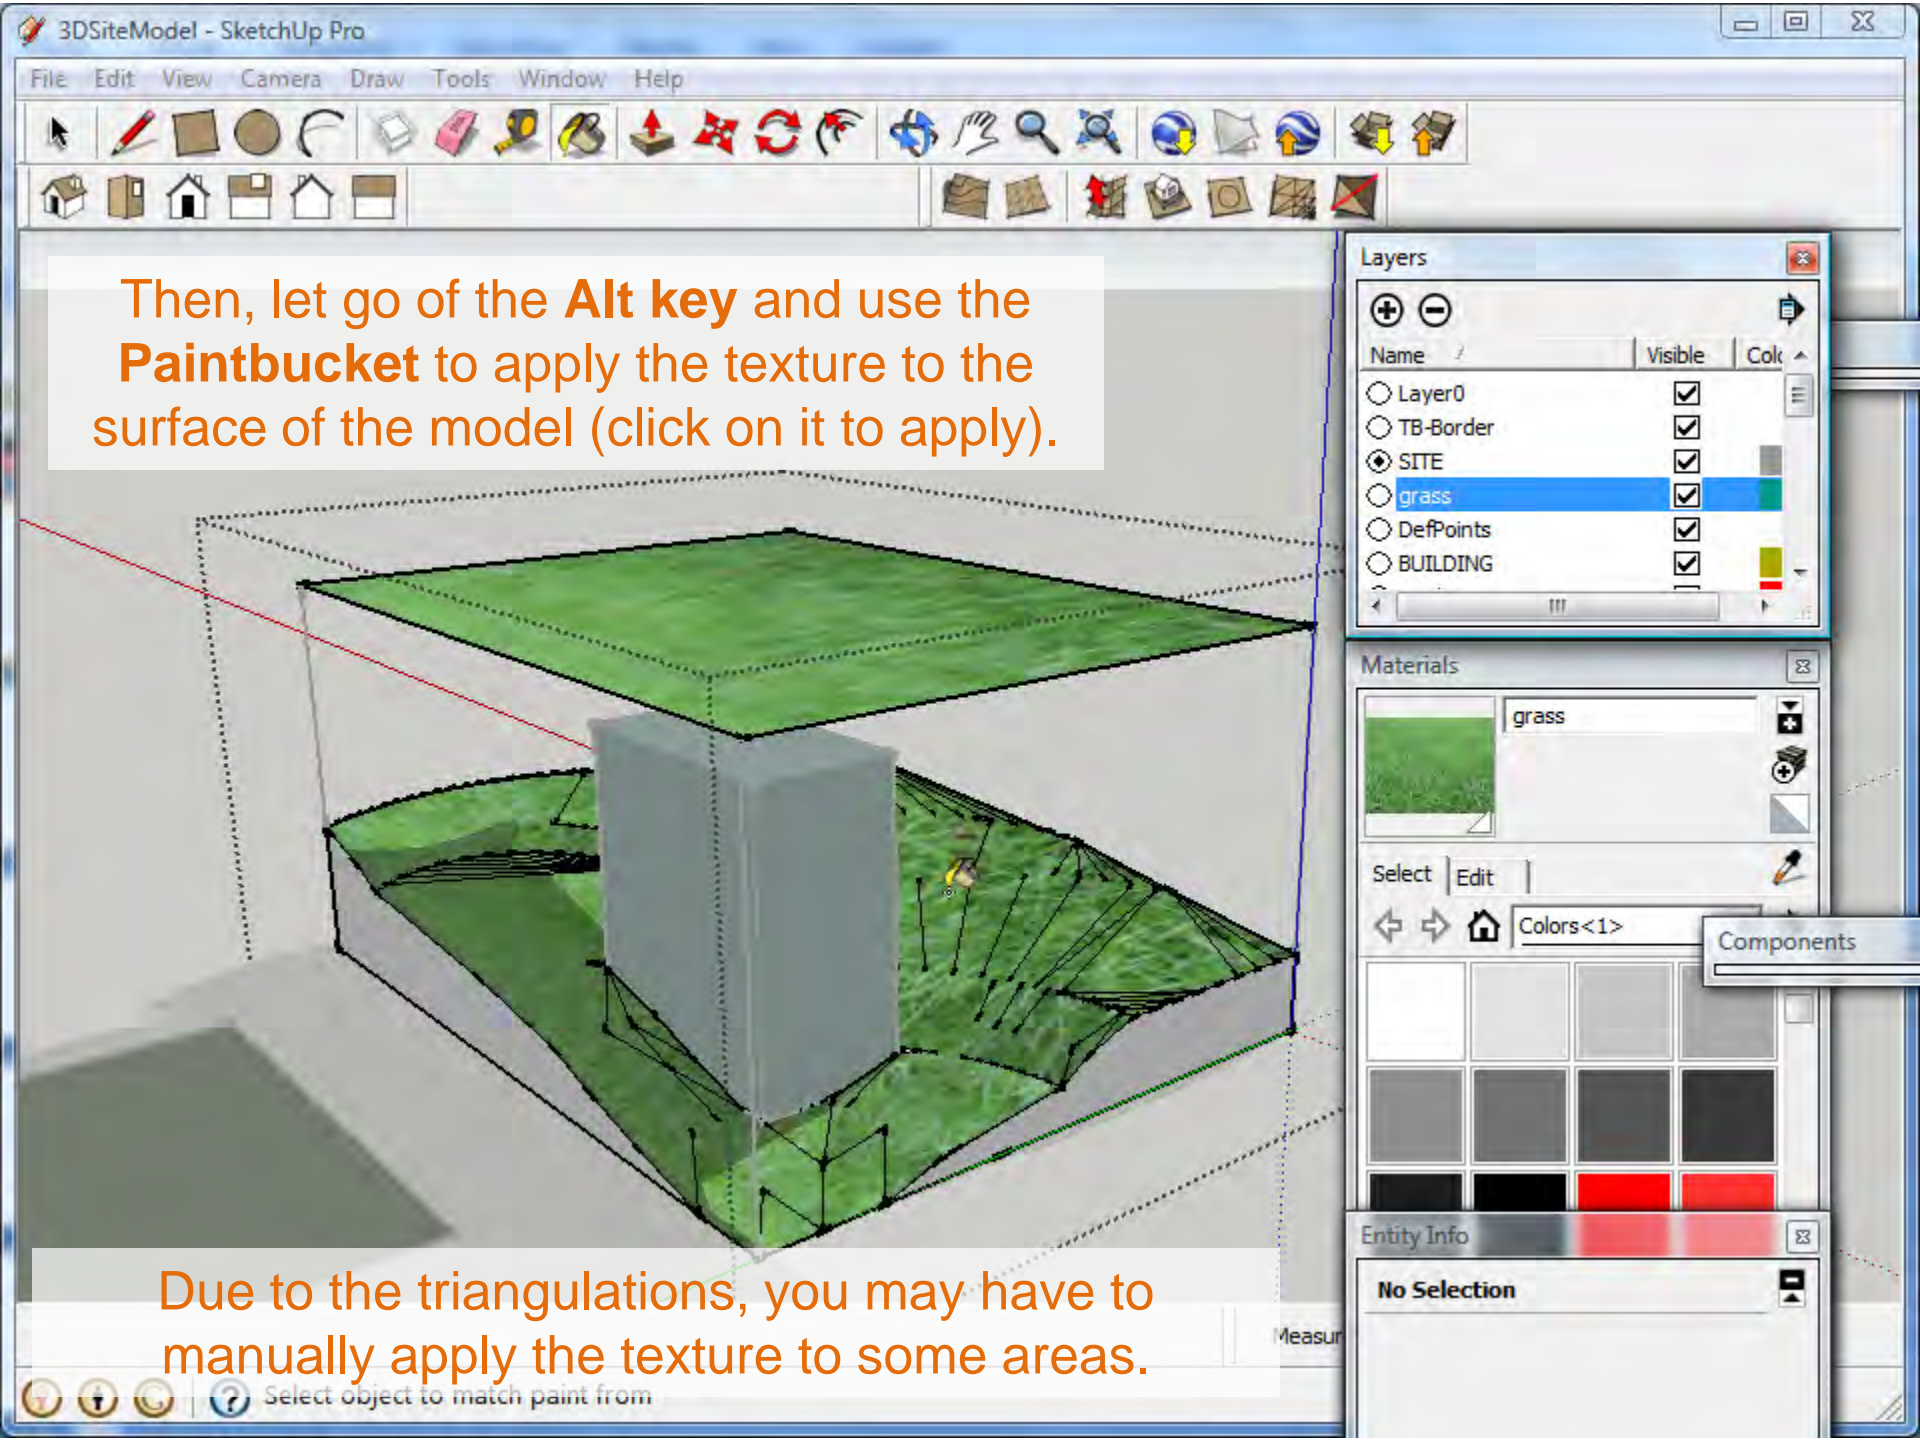 3DSiteModel - SketchUp Pro
File Edit View Camera Draw Tools Window Help
Then, let go of the Alt key and use the
Paintbucket to apply the texture to the
surface of the model (click on it to apply).
Layers
Name Visible
Layer0
TB-Border
SITE
grass
DefPoints
BUILDING
Materials
grass
Select Edit
Colors<1>
Components
Entity Info
No Selection
Due to the triangulations, you may have to
manually apply the texture to some areas.
Select object to match paint from